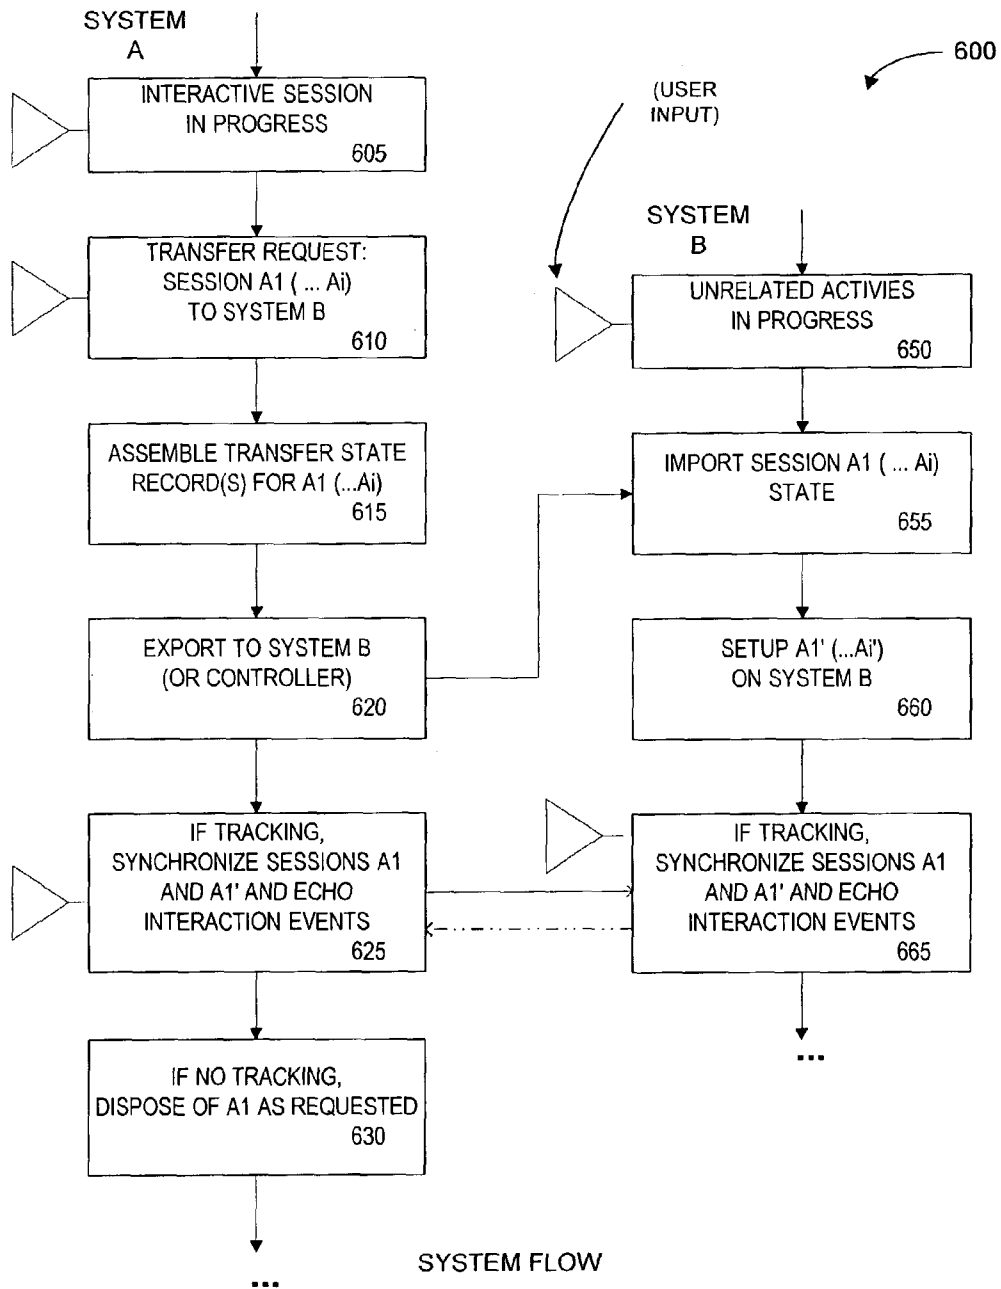 SYSTEM
A
600
INTERACTIVE SESSION
IN PROGRESS
605
(USER
INPUT)
TRANSFER REQUEST:
SESSION A1 ( ... Ai)
TO SYSTEM B
610
SYSTEM
B
UNRELATED ACTIVIES
IN PROGRESS
650
ASSEMBLE TRANSFER STATE
RECORD(S) FOR A1 (...Ai)
615
IMPORT SESSION A1 ( ... Ai)
STATE
655
EXPORT TO SYSTEM B
(OR CONTROLLER)
620
SETUP A1' (...Ai')
ON SYSTEM B
660
IF TRACKING,
SYNCHRONIZE SESSIONS A1
AND A1' AND ECHO
INTERACTION EVENTS
625
IF TRACKING,
SYNCHRONIZE SESSIONS A1
AND A1' AND ECHO
INTERACTION EVENTS
665
...
IF NO TRACKING,
DISPOSE OF A1 AS REQUESTED
630
...
SYSTEM FLOW